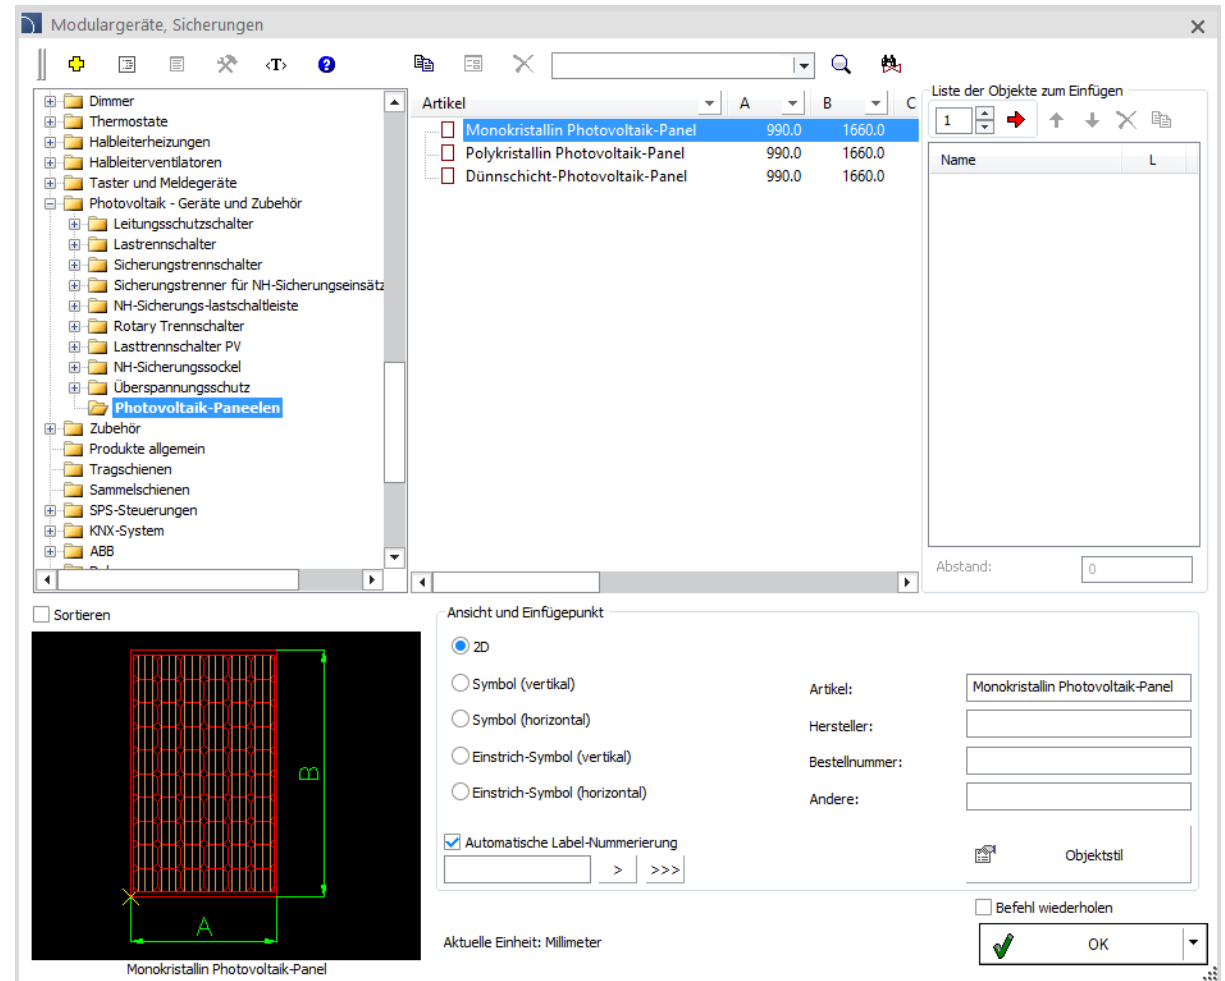 Modulargeräte, Sicherungen
‹T›
?
Dimmer
Thermostate
Halbleiterheizungen
Halbleiterventilatoren
Taster und Meldegeräte
Photovoltaik - Geräte und Zubehör
Leitungsschutzschalter
Lastrennschalter
Sicherungstrennschalter
Sicherungstrenner für NH-Sicherungseinsätz
NH-Sicherungs-lastschaltleiste
Rotary Trennschalter
Lasttrennschalter PV
NH-Sicherungssockel
Überspannungsschutz
Photovoltaik-Paneelen
Zubehör
Produkte allgemein
Tragschienen
Sammelschienen
SPS-Steuerungen
KNX-System
ABB
Artikel A B C
Monokristallin Photovoltaik-Panel 990.0 1660.0
Polykristallin Photovoltaik-Panel 990.0 1660.0
Dünnschicht-Photovoltaik-Panel 990.0 1660.0
Liste der Objekte zum Einfügen
1
Name L
Abstand: 0
Sortieren
B
A
Monokristallin Photovoltaik-Panel
Ansicht und Einfügepunkt
2D
Symbol (vertikal)
Symbol (horizontal)
Einstrich-Symbol (vertikal)
Einstrich-Symbol (horizontal)
Automatische Label-Nummerierung
> >>>
Artikel: Monokristallin Photovoltaik-Panel
Hersteller:
Bestellnummer:
Andere:
Objektstil
Aktuelle Einheit: Millimeter
Befehl wiederholen
OK